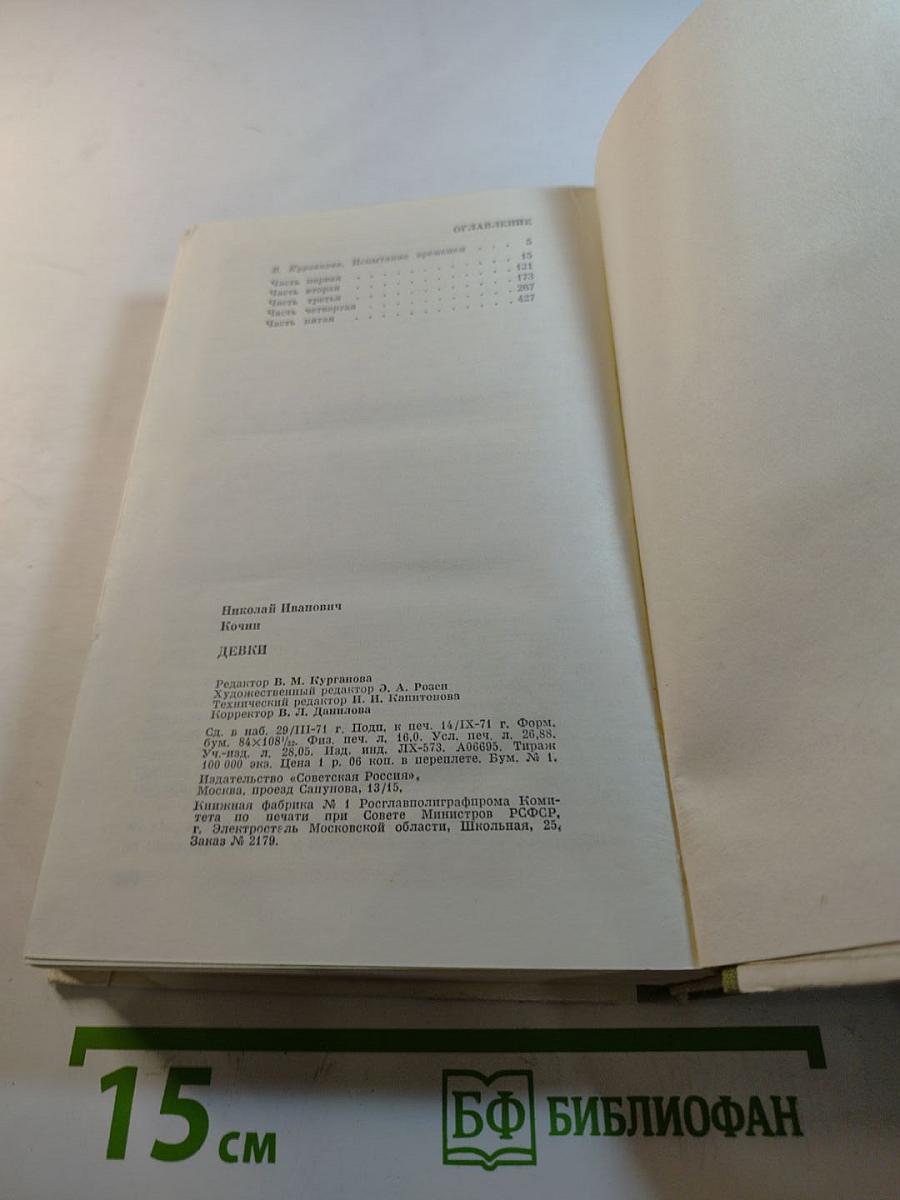 ОГЛАВЛЕНИЕ
В. Курганова. Испытание временем . . . 5
Часть первая . . . . . . . . . . 15
Часть вторая . . . . . . . . . . 121
Часть третья . . . . . . . . . . 173
Часть четвертая . . . . . . . . . 267
Часть пятая . . . . . . . . . . 427
Николай Иванович
Кочин
ДЕВКИ
Редактор В. М. Курганова
Художественный редактор Э. А. Розен
Технический редактор И. И. Капитонова
Корректор В. Л. Данилова
Сд. в наб. 29/III-71 г. Подп. к печ. 14/IX-71 г. Форм.
бум. 84×108¹/₃₂. Физ. печ. л. 16,0. Усл. печ. л. 26,88.
Уч.-изд. л. 28,05. Изд. инд. ЛХ-573. А06695. Тираж
100 000 экз. Цена 1 р. 06 коп. в переплете. Бум. № 1.
Издательство «Советская Россия».
Москва, проезд Сапунова, 13/15.
Книжная фабрика № 1 Росглавполиграфпрома Коми-
тета по печати при Совете Министров РСФСР,
г. Электросталь Московской области, Школьная, 25.
Заказ № 2179.
15 см
БФ БИБЛИОФАН